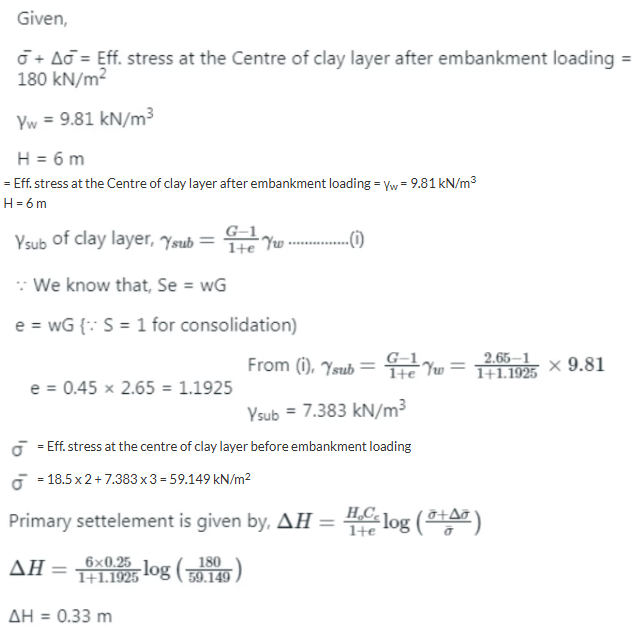 Given,
σ̄ + Δσ̄ = Eff. stress at the Centre of clay layer after embankment loading =
180 kN/m²
γw = 9.81 kN/m³
H = 6 m
= Eff. stress at the Centre of clay layer after embankment loading = γw = 9.81 kN/m³
H = 6 m
γsub of clay layer, γsub = (G−1)/(1+e) γw ................(i)
∵ We know that, Se = wG
e = wG {∵ S = 1 for consolidation)
From (i), γsub = (G−1)/(1+e) γw = (2.65−1)/(1+1.1925) × 9.81
e = 0.45 × 2.65 = 1.1925
γsub = 7.383 kN/m³
σ̄ = Eff. stress at the centre of clay layer before embankment loading
σ̄ = 18.5 x 2 + 7.383 x 3 = 59.149 kN/m²
Primary settelement is given by, ΔH = (HₒC꜀)/(1+e) log ((σ̄+Δσ̄)/σ̄)
ΔH = (6×0.25)/(1+1.1925) log (180/59.149)
ΔH = 0.33 m